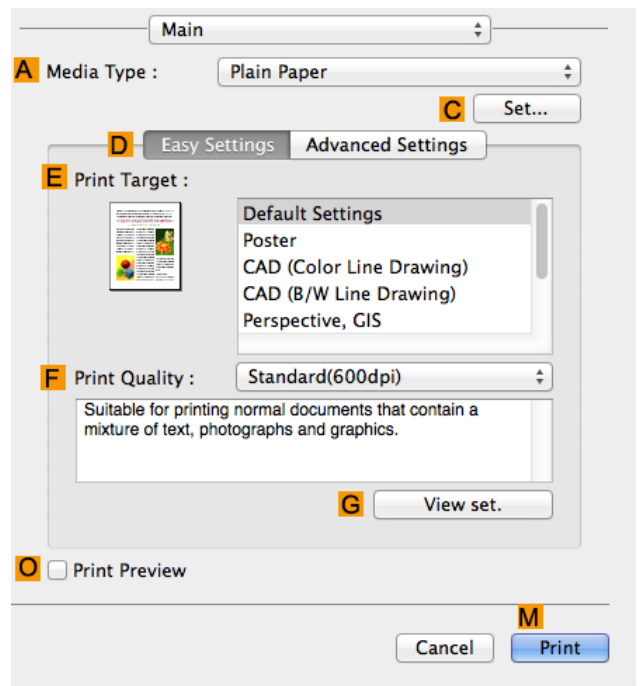 Main
A Media Type : Plain Paper
C Set...
D Easy Settings Advanced Settings
E Print Target :
Default Settings
Poster
CAD (Color Line Drawing)
CAD (B/W Line Drawing)
Perspective, GIS
F Print Quality : Standard(600dpi)
Suitable for printing normal documents that contain a
mixture of text, photographs and graphics.
G View set.
O Print Preview
M
Cancel Print